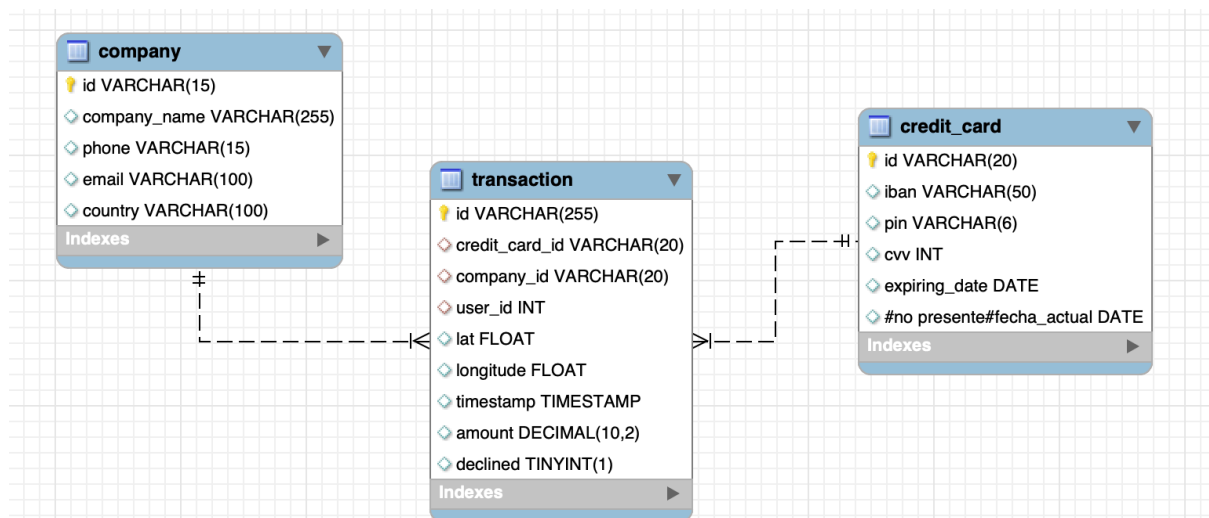 company
id VARCHAR(15)
company_name VARCHAR(255)
phone VARCHAR(15)
email VARCHAR(100)
country VARCHAR(100)
Indexes
transaction
id VARCHAR(255)
credit_card_id VARCHAR(20)
company_id VARCHAR(20)
user_id INT
lat FLOAT
longitude FLOAT
timestamp TIMESTAMP
amount DECIMAL(10,2)
declined TINYINT(1)
Indexes
credit_card
id VARCHAR(20)
iban VARCHAR(50)
pin VARCHAR(6)
cvv INT
expiring_date DATE
#no presente#fecha_actual DATE
Indexes